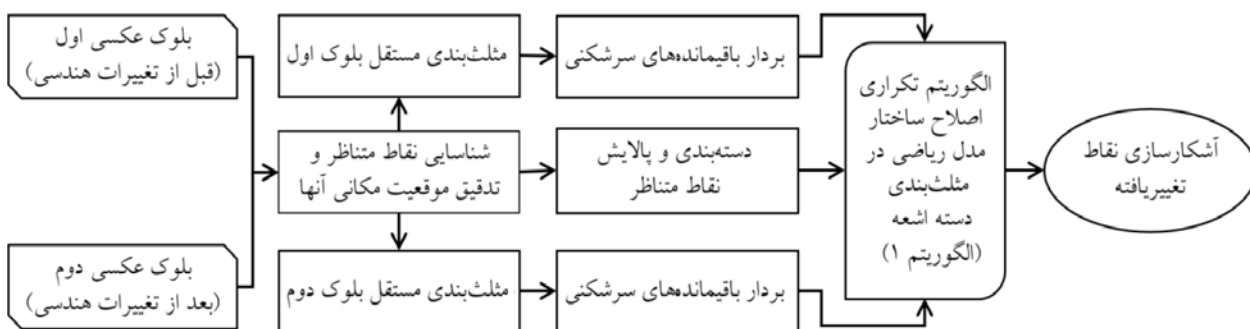 بلوک عکسی اول
(قبل از تغییرات هندسی)
بلوک عکسی دوم
(بعد از تغییرات هندسی)
مثلث‌بندی مستقل بلوک اول
شناسایی نقاط متناظر و
تدقیق موقعیت مکانی آنها
مثلث‌بندی مستقل بلوک دوم
بردار باقیمانده‌های سرشکنی
دسته‌بندی و پالایش
نقاط متناظر
بردار باقیمانده‌های سرشکنی
الگوریتم تکراری
اصلاح ساختار
مدل ریاضی در
مثلث‌بندی
دسته اشعه
(الگوریتم ۱)
آشکارسازی نقاط
تغییریافته